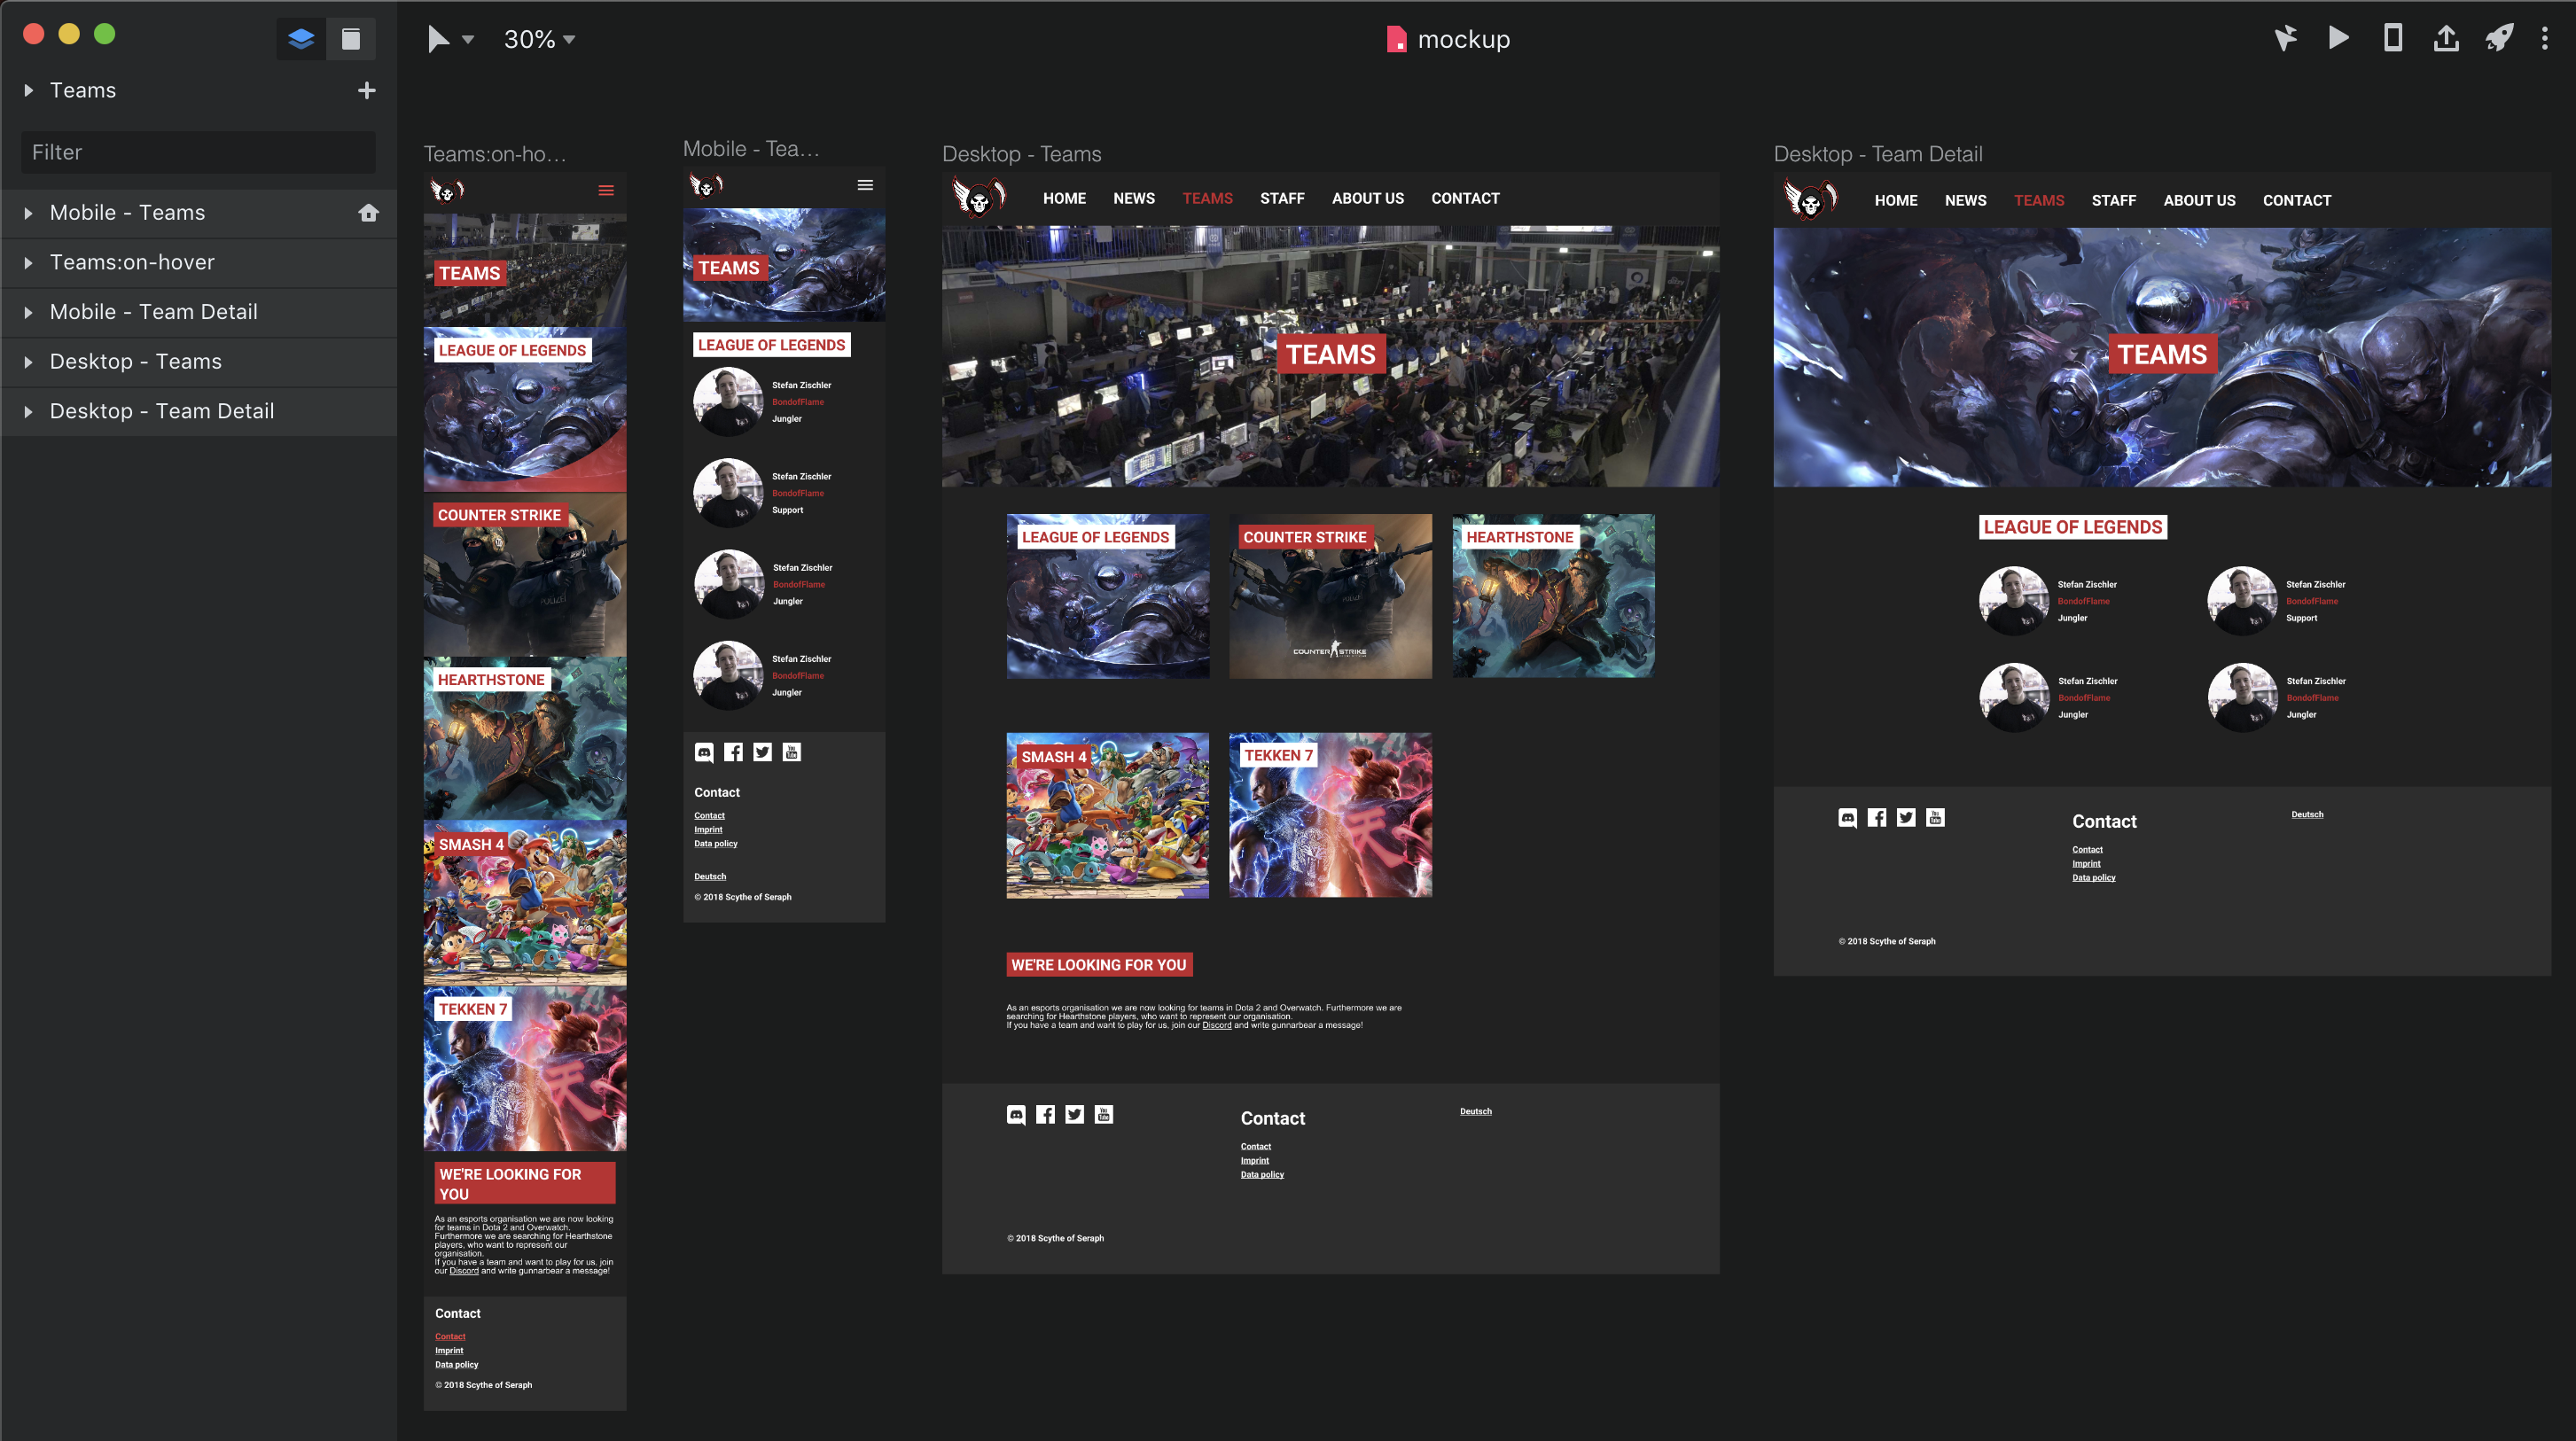 30%
mockup
Teams
Filter
Mobile - Teams
Teams:on-hover
Mobile - Team Detail
Desktop - Teams
Desktop - Team Detail
Teams:on-ho...
TEAMS
LEAGUE OF LEGENDS
COUNTER STRIKE
HEARTHSTONE
SMASH 4
TEKKEN 7
WE'RE LOOKING FOR
YOU
As an esports organisation we are now looking
for teams in Dota 2 and Overwatch.
Furthermore we are searching for Hearthstone
players, who want to represent our
organisation.
If you have a team and want to play for us, join
our Discord and write gunnarbear a message!
Contact
Contact
Imprint
Data policy
© 2018 Scythe of Seraph
Mobile - Tea...
TEAMS
LEAGUE OF LEGENDS
Stefan Zischler
BondofFlame
Jungler
Stefan Zischler
BondofFlame
Support
Stefan Zischler
BondofFlame
Jungler
Stefan Zischler
BondofFlame
Jungler
You
Tube
Contact
Contact
Imprint
Data policy
Deutsch
© 2018 Scythe of Seraph
Desktop - Teams
HOME NEWS TEAMS STAFF ABOUT US CONTACT
TEAMS
LEAGUE OF LEGENDS
COUNTER STRIKE
COUNTER STRIKE
HEARTHSTONE
SMASH 4
TEKKEN 7
WE'RE LOOKING FOR YOU
As an esports organisation we are now looking for teams in Dota 2 and Overwatch. Furthermore we are
searching for Hearthstone players, who want to represent our organisation.
If you have a team and want to play for us, join our Discord and write gunnarbear a message!
You
Tube
Contact
Contact
Imprint
Data policy
Deutsch
© 2018 Scythe of Seraph
Desktop - Team Detail
HOME NEWS TEAMS STAFF ABOUT US CONTACT
TEAMS
LEAGUE OF LEGENDS
Stefan Zischler
BondofFlame
Jungler
Stefan Zischler
BondofFlame
Support
Stefan Zischler
BondofFlame
Jungler
Stefan Zischler
BondofFlame
Jungler
You
Tube
Contact
Contact
Imprint
Data policy
Deutsch
© 2018 Scythe of Seraph